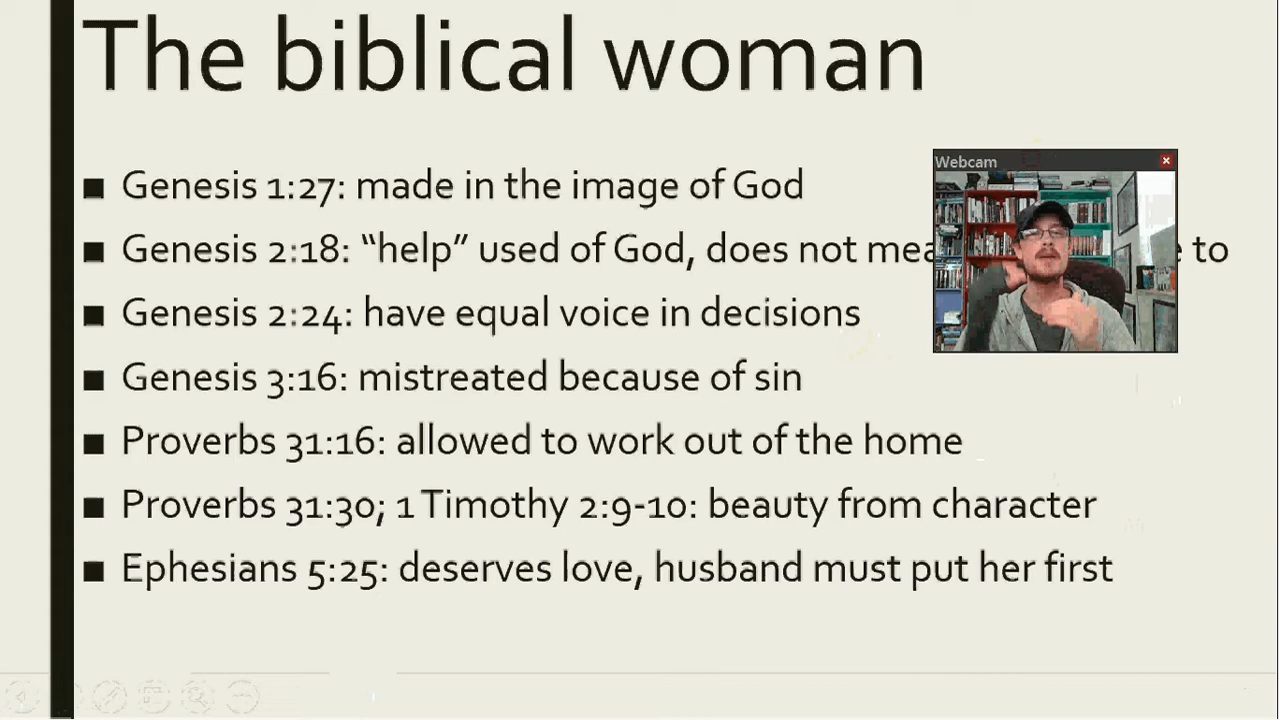 The biblical woman
Webcam
■ Genesis 1:27: made in the image of God
■ Genesis 2:18: “help” used of God, does not to
■ Genesis 2:24: have equal voice in decisions
■ Genesis 3:16: mistreated because of sin
■ Proverbs 31:16: allowed to work out of the home
■ Proverbs 31:30; 1 Timothy 2:9-10: beauty from character
■ Ephesians 5:25: deserves love, husband must put her first